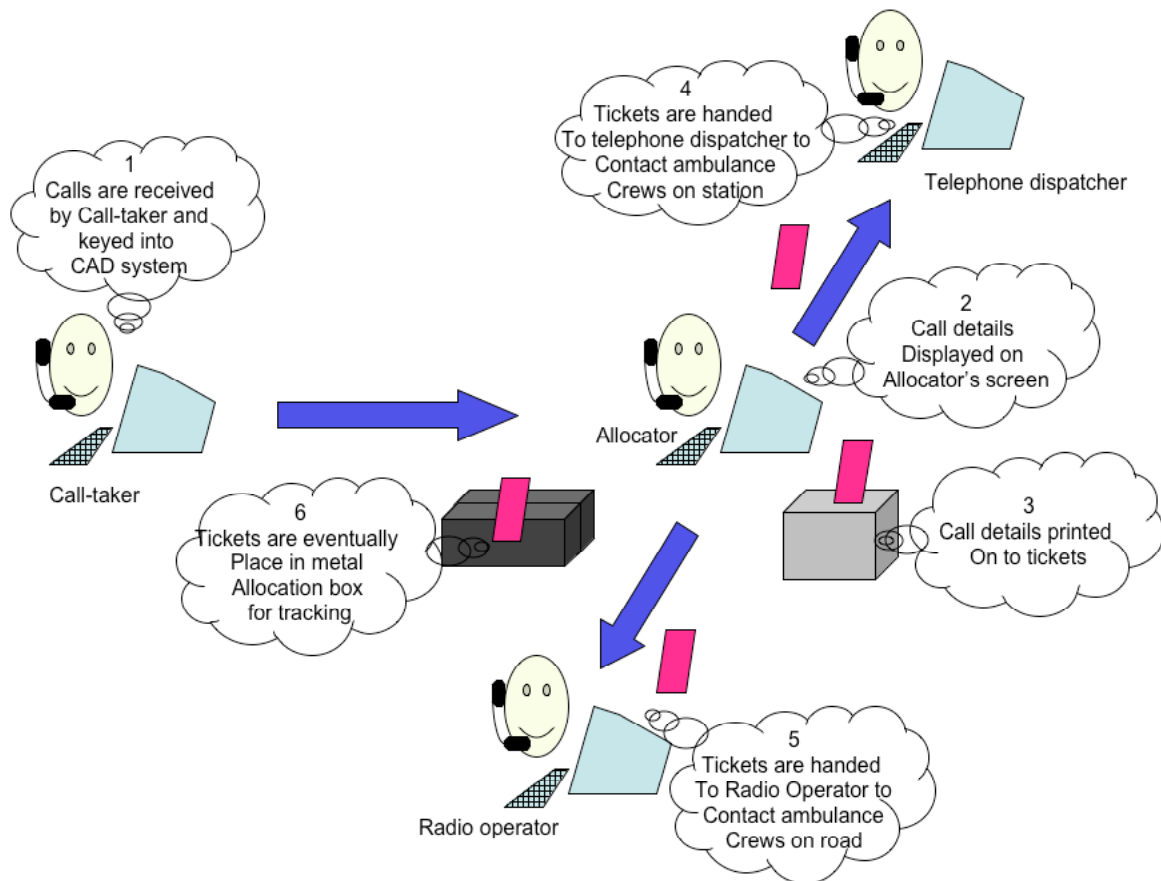 1
Calls are received
by Call-taker and
keyed into
CAD system
Call-taker
4
Tickets are handed
To telephone dispatcher to
Contact ambulance
Crews on station
Telephone dispatcher
2
Call details
Displayed on
Allocator's screen
Allocator
3
Call details printed
On to tickets
6
Tickets are eventually
Place in metal
Allocation box
for tracking
5
Tickets are handed
To Radio Operator to
Contact ambulance
Crews on road
Radio operator